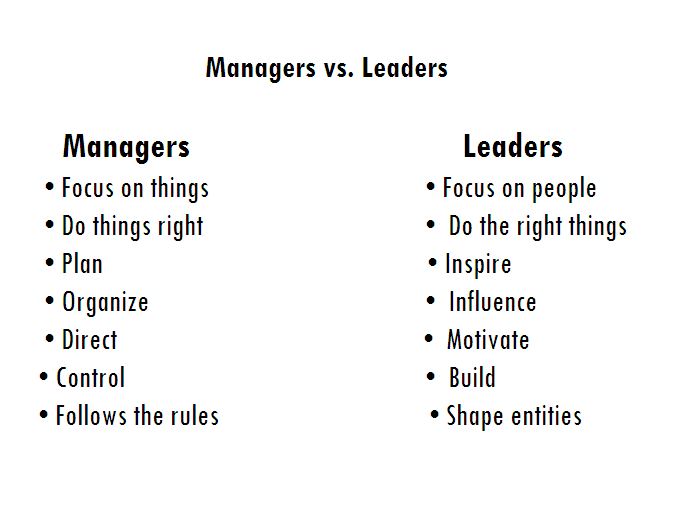 Managers vs. Leaders
Managers
• Focus on things
• Do things right
• Plan
• Organize
• Direct
• Control
• Follows the rules
Leaders
• Focus on people
• Do the right things
• Inspire
• Influence
• Motivate
• Build
• Shape entities